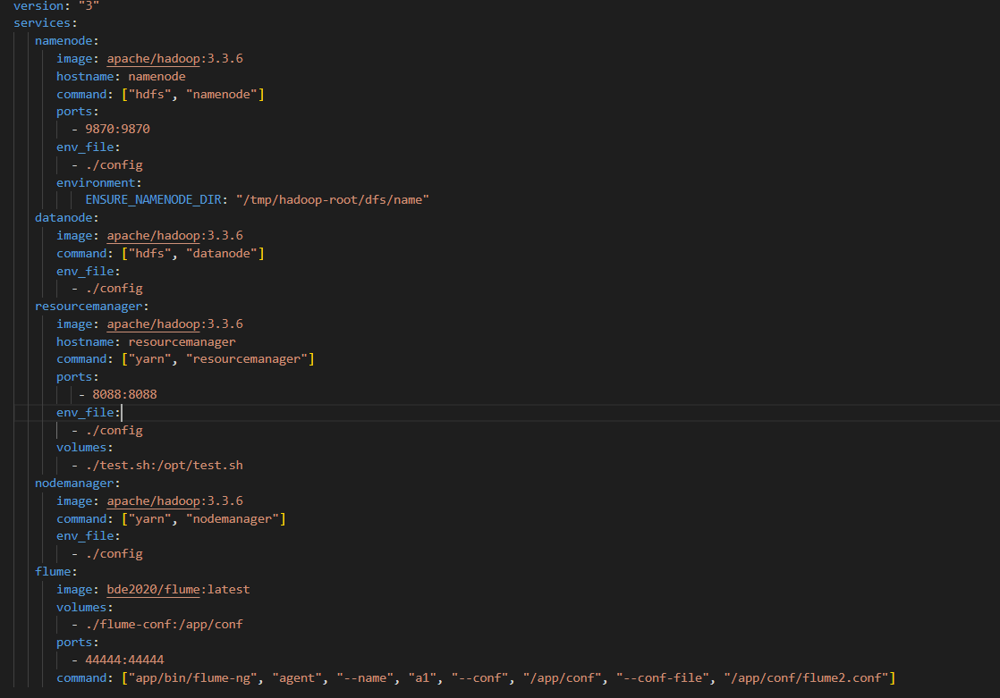 version: "3"
services:
namenode:
image: apache/hadoop:3.3.6
hostname: namenode
command: ["hdfs", "namenode"]
ports:
- 9870:9870
env_file:
- ./config
environment:
ENSURE_NAMENODE_DIR: "/tmp/hadoop-root/dfs/name"
datanode:
image: apache/hadoop:3.3.6
command: ["hdfs", "datanode"]
env_file:
- ./config
resourcemanager:
image: apache/hadoop:3.3.6
hostname: resourcemanager
command: ["yarn", "resourcemanager"]
ports:
- 8088:8088
env_file:
- ./config
volumes:
- ./test.sh:/opt/test.sh
nodemanager:
image: apache/hadoop:3.3.6
command: ["yarn", "nodemanager"]
env_file:
- ./config
flume:
image: bde2020/flume:latest
volumes:
- ./flume-conf:/app/conf
ports:
- 44444:44444
command: ["app/bin/flume-ng", "agent", "--name", "a1", "--conf", "/app/conf", "--conf-file", "/app/conf/flume2.conf"]